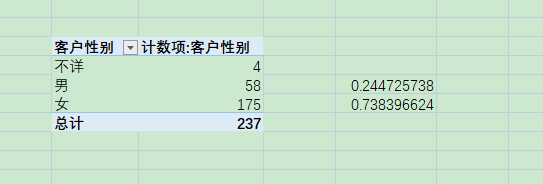 客户性别 计数项:客户性别
不详 4
男 58 0.244725738
女 175 0.738396624
总计 237